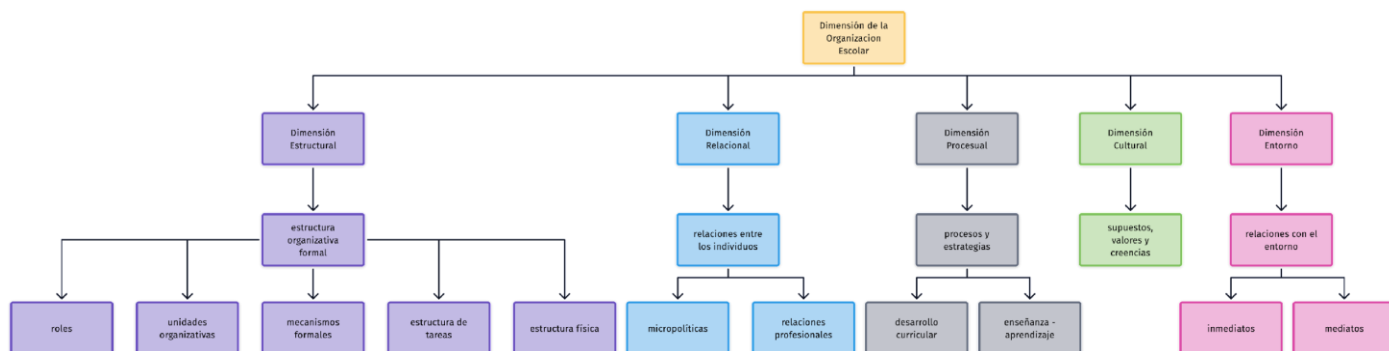 Dimensión de la
Organizacion
Escolar
Dimensión
Estructural
Dimensión
Relacional
Dimensión
Procesual
Dimensión
Cultural
Dimensión
Entorno
estructura
organizativa
formal
relaciones entre
los individuos
procesos y
estrategias
supuestos,
valores y
creencias
relaciones con el
entorno
roles
unidades
organizativas
mecanismos
formales
estructura de
tareas
estructura física
micropolíticas
relaciones
profesionales
desarrollo
curricular
enseñanza -
aprendizaje
inmediatos
mediatos